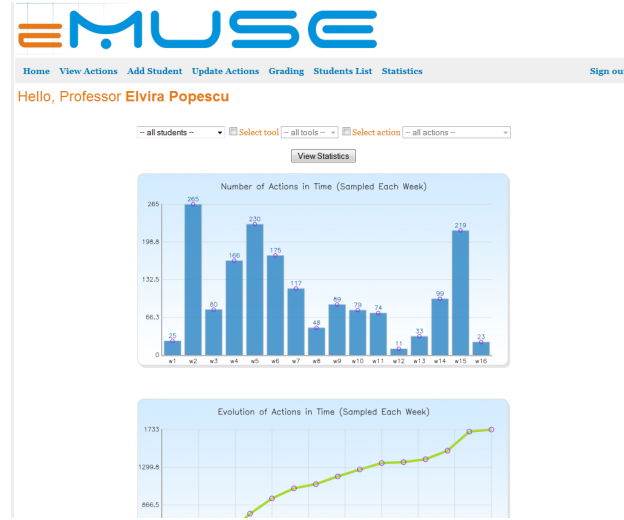 eMUSE
Home View Actions Add Student Update Actions Grading Students List Statistics Sign ou
Hello, Professor Elvira Popescu
-- all students -- Select tool -- all tools -- Select action -- all actions --
View Statistics
Number of Actions in Time (Sampled Each Week)
265
198.8
132.5
66.3
0
25 265 80 166 230 175 117 48 89 79 74 11 33 99 219 23
w1 w2 w3 w4 w5 w6 w7 w8 w9 w10 w11 w12 w13 w14 w15 w16
Evolution of Actions in Time (Sampled Each Week)
1733
1299.8
866.5